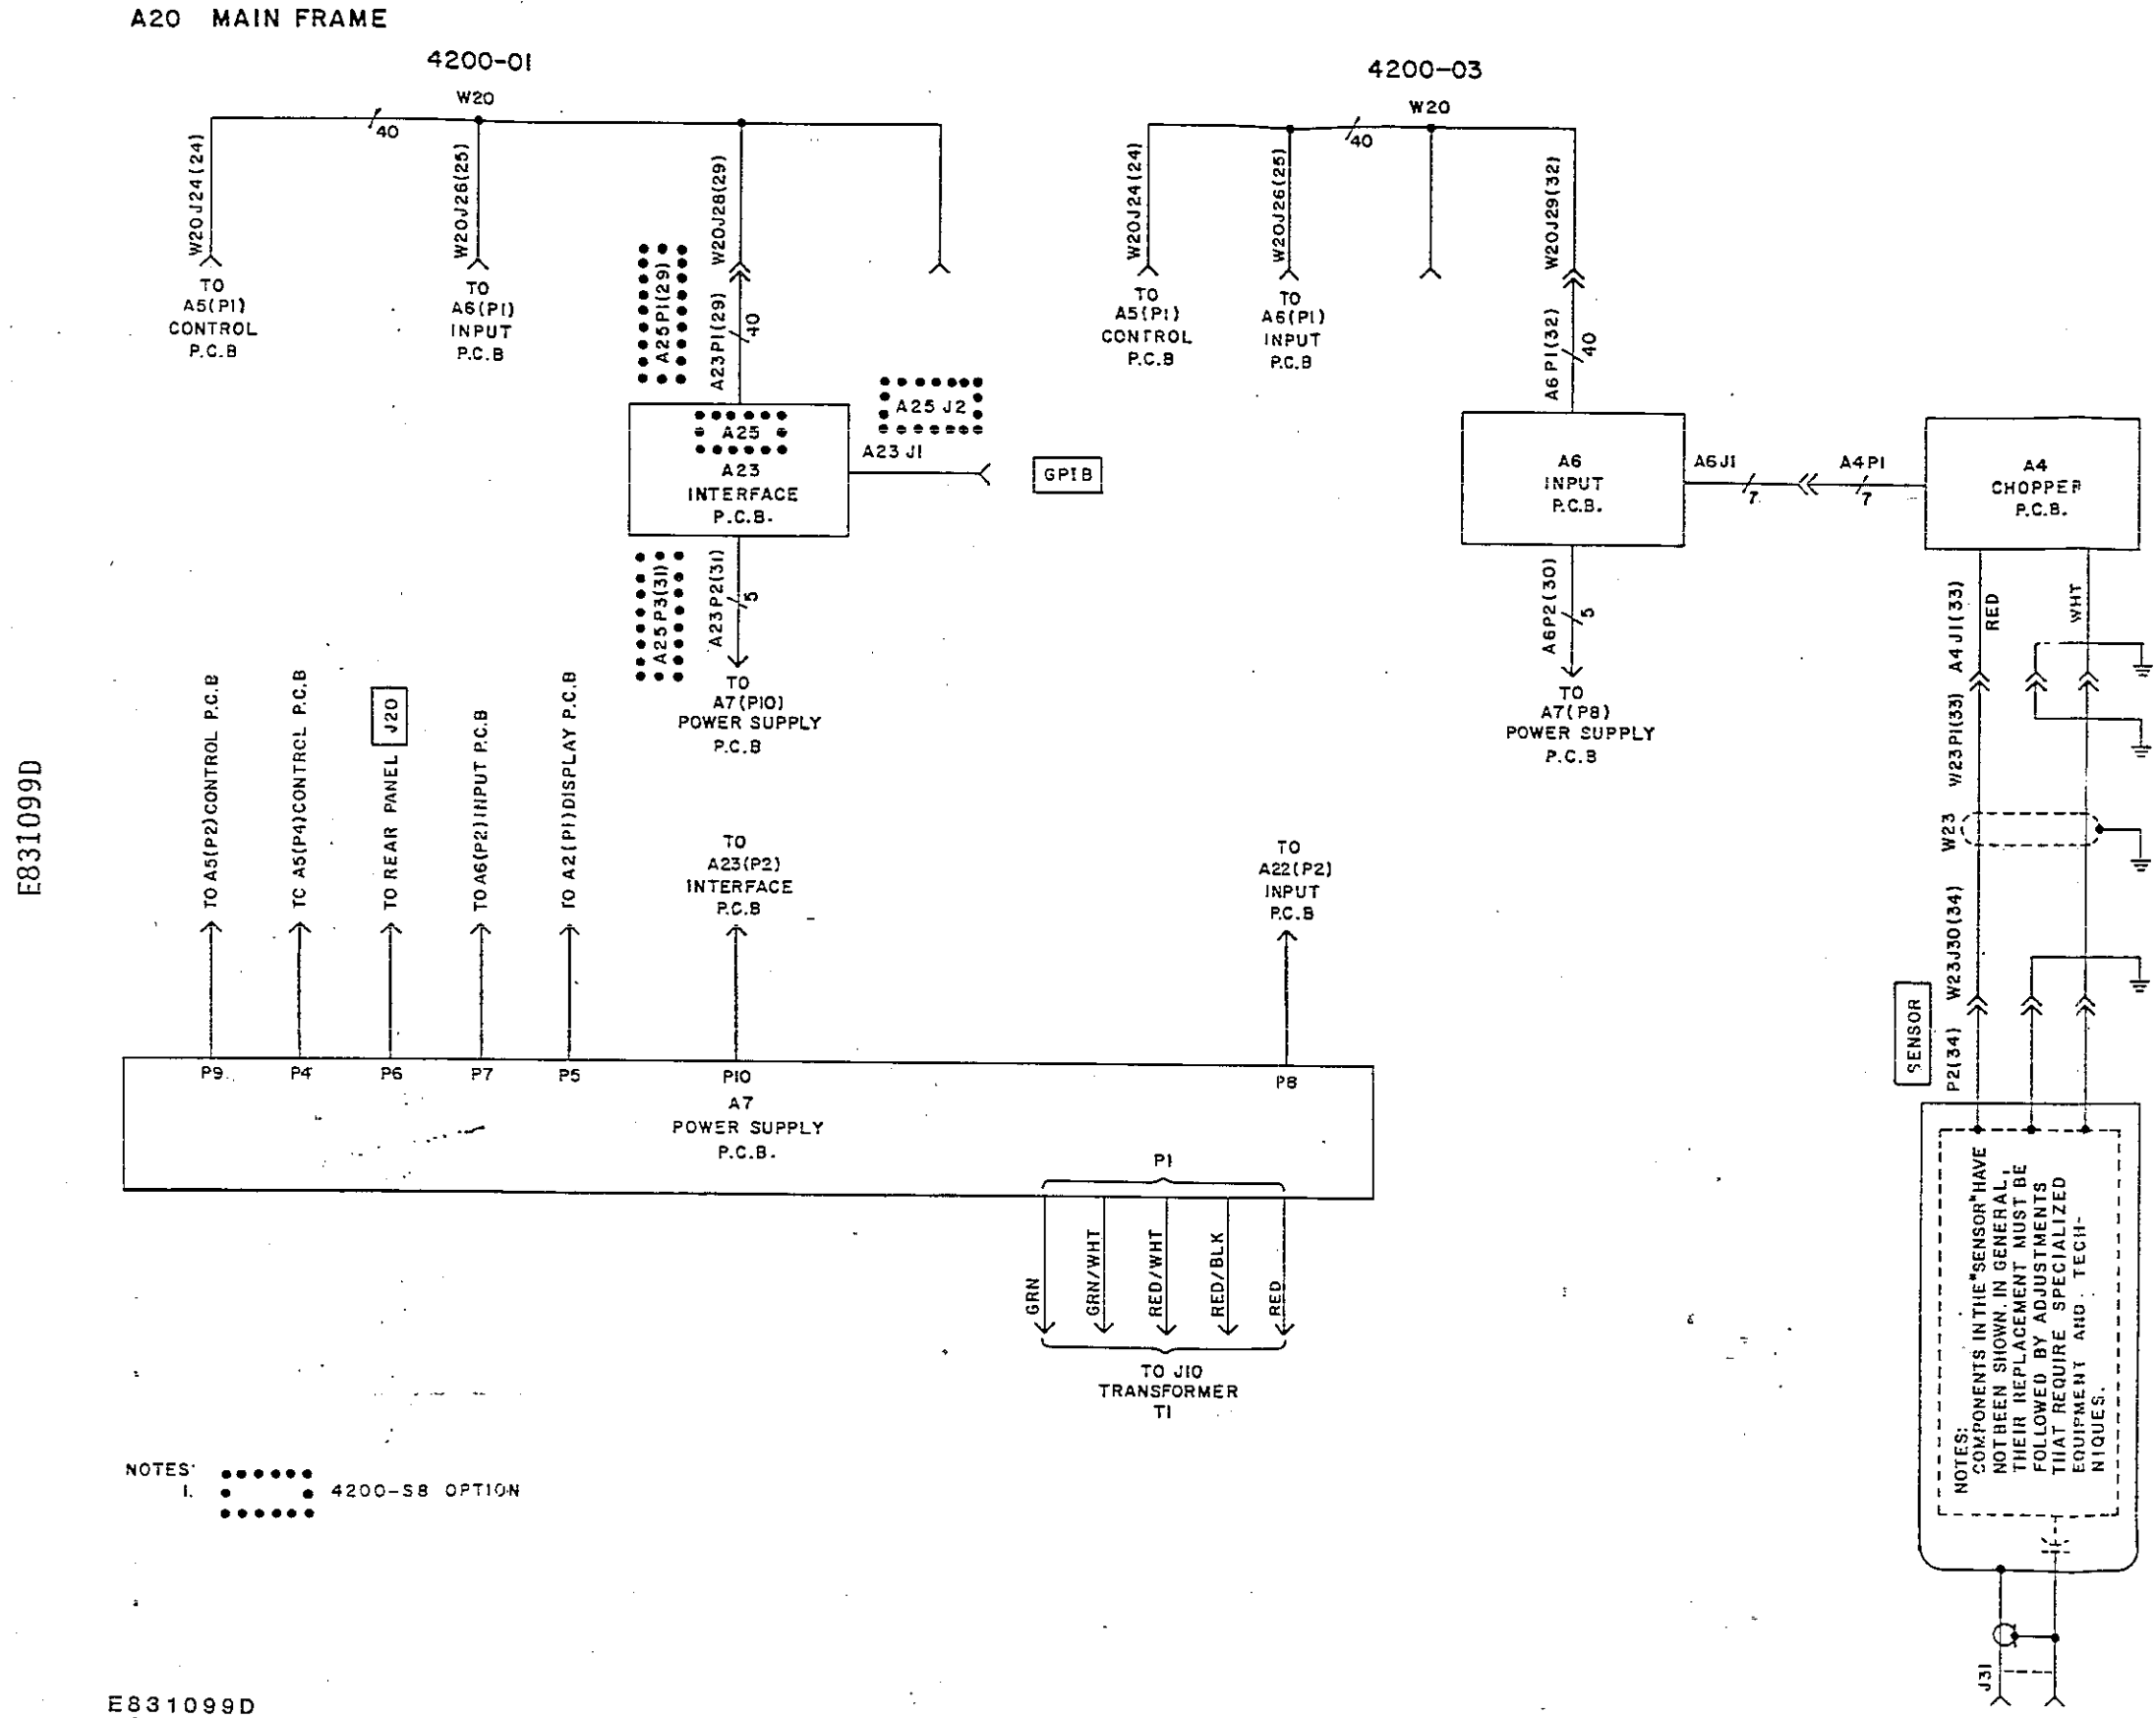 A20 MAIN FRAME
4200-01
W20
40
W20J24(24)
TO
A5(P1)
CONTROL
P.C.B
W20J26(25)
TO
A6(P1)
INPUT
P.C.B
W20J28(29)
A25P1(29)
A23P1(29)
40
A25
A23
INTERFACE
P.C.B.
A25 J2
A23 J1
GPIB
A25P3(31)
A23P2(31)
5
TO
A7(P10)
POWER SUPPLY
P.C.B
4200-03
W20
40
W20J24(24)
TO
A5(P1)
CONTROL
P.C.B
W20J26(25)
TO
A6(P1)
INPUT
P.C.B
W20J29(32)
A6P1(32)
40
A6
INPUT
P.C.B.
A6J1
7
A4P1
7
A4
CHOPPER
P.C.B.
A6P2(30)
5
TO
A7(P8)
POWER SUPPLY
P.C.B
A4J1(33)
RED
WHT
W23P1(33)
W23
W23J30(34)
SENSOR
P2(34)
NOTES:
COMPONENTS IN THE "SENSOR" HAVE
NOT BEEN SHOWN. IN GENERAL,
THEIR REPLACEMENT MUST BE
FOLLOWED BY ADJUSTMENTS
THAT REQUIRE SPECIALIZED
EQUIPMENT AND TECH-
NIQUES.
J31
TO A5(P2)CONTROL P.C.B
TO A5(P4)CONTROL P.C.B
TO REAR PANEL J20
TO A6(P2)INPUT P.C.B
TO A2(P1)DISPLAY P.C.B
TO
A23(P2)
INTERFACE
P.C.B
TO
A22(P2)
INPUT
P.C.B
P9
P4
P6
P7
P5
P10
P8
A7
POWER SUPPLY
P.C.B.
P1
GRN
GRN/WHT
RED/WHT
RED/BLK
RED
TO J10
TRANSFORMER
T1
NOTES:
1. 4200-S8 OPTION
E831099D
E831099D